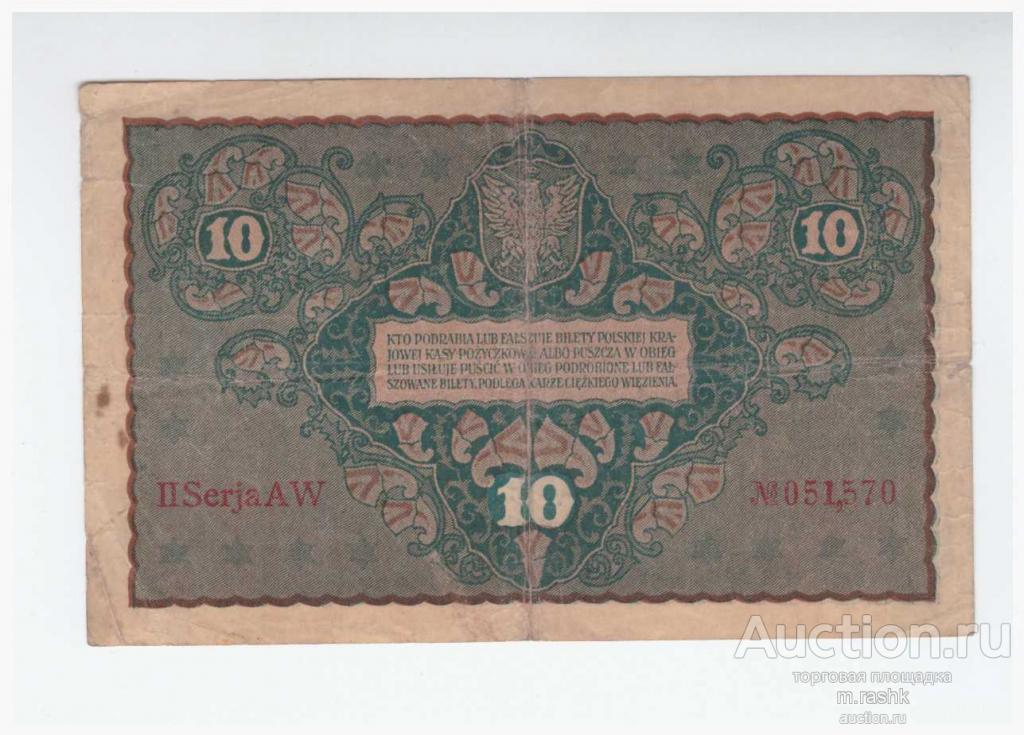 10
10
KTO PODRABIA LUB FAŁSZUJE BILETY POLSKIEJ KRA-
JOWEJ KASY POŻYCZKOWEJ ALBO PUSZCZA W OBIEG
LUB USIŁUJE PUŚCIĆ W OBIEG PODROBIONE LUB FAŁ-
SZOWANE BILETY, PODLEGA KARZE CIĘŻKIEGO WIĘZIENIA.
II Serja AW
10
№ 051,570
Auction.ru
торговая площадка
m.rashk
auction.ru